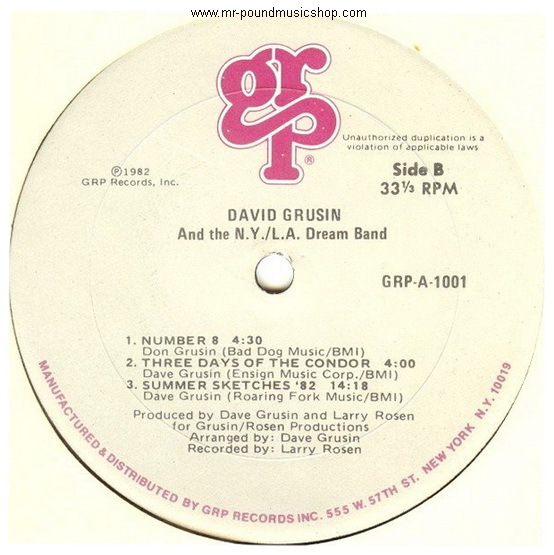 www.mr-poundmusicshop.com
grp®
Unauthorized duplication is a
violation of applicable laws
℗1982
GRP Records, Inc.
Side B
33⅓ RPM
DAVID GRUSIN
And the N.Y./L.A. Dream Band
GRP-A-1001
1. NUMBER 8 4:30
Don Grusin (Bad Dog Music/BMI)
2. THREE DAYS OF THE CONDOR 4:00
Dave Grusin (Ensign Music Corp./BMI)
3. SUMMER SKETCHES '82 14:18
Dave Grusin (Roaring Fork Music/BMI)
Produced by Dave Grusin and Larry Rosen
for Grusin/Rosen Productions
Arranged by: Dave Grusin
Recorded by: Larry Rosen
MANUFACTURED & DISTRIBUTED BY GRP RECORDS INC. 555 W. 57TH ST. NEW YORK N.Y. 10019